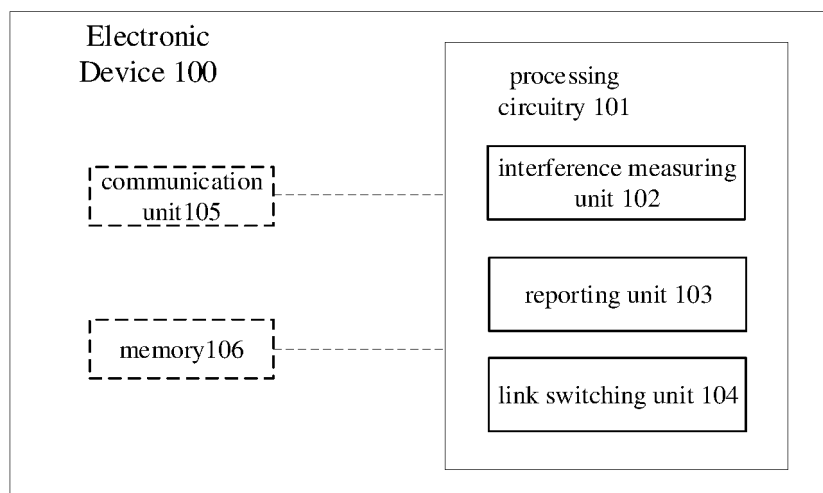 Electronic
Device 100
processing
circuitry 101
interference measuring
unit 102
communication
unit105
reporting unit 103
memory106
link switching unit 104